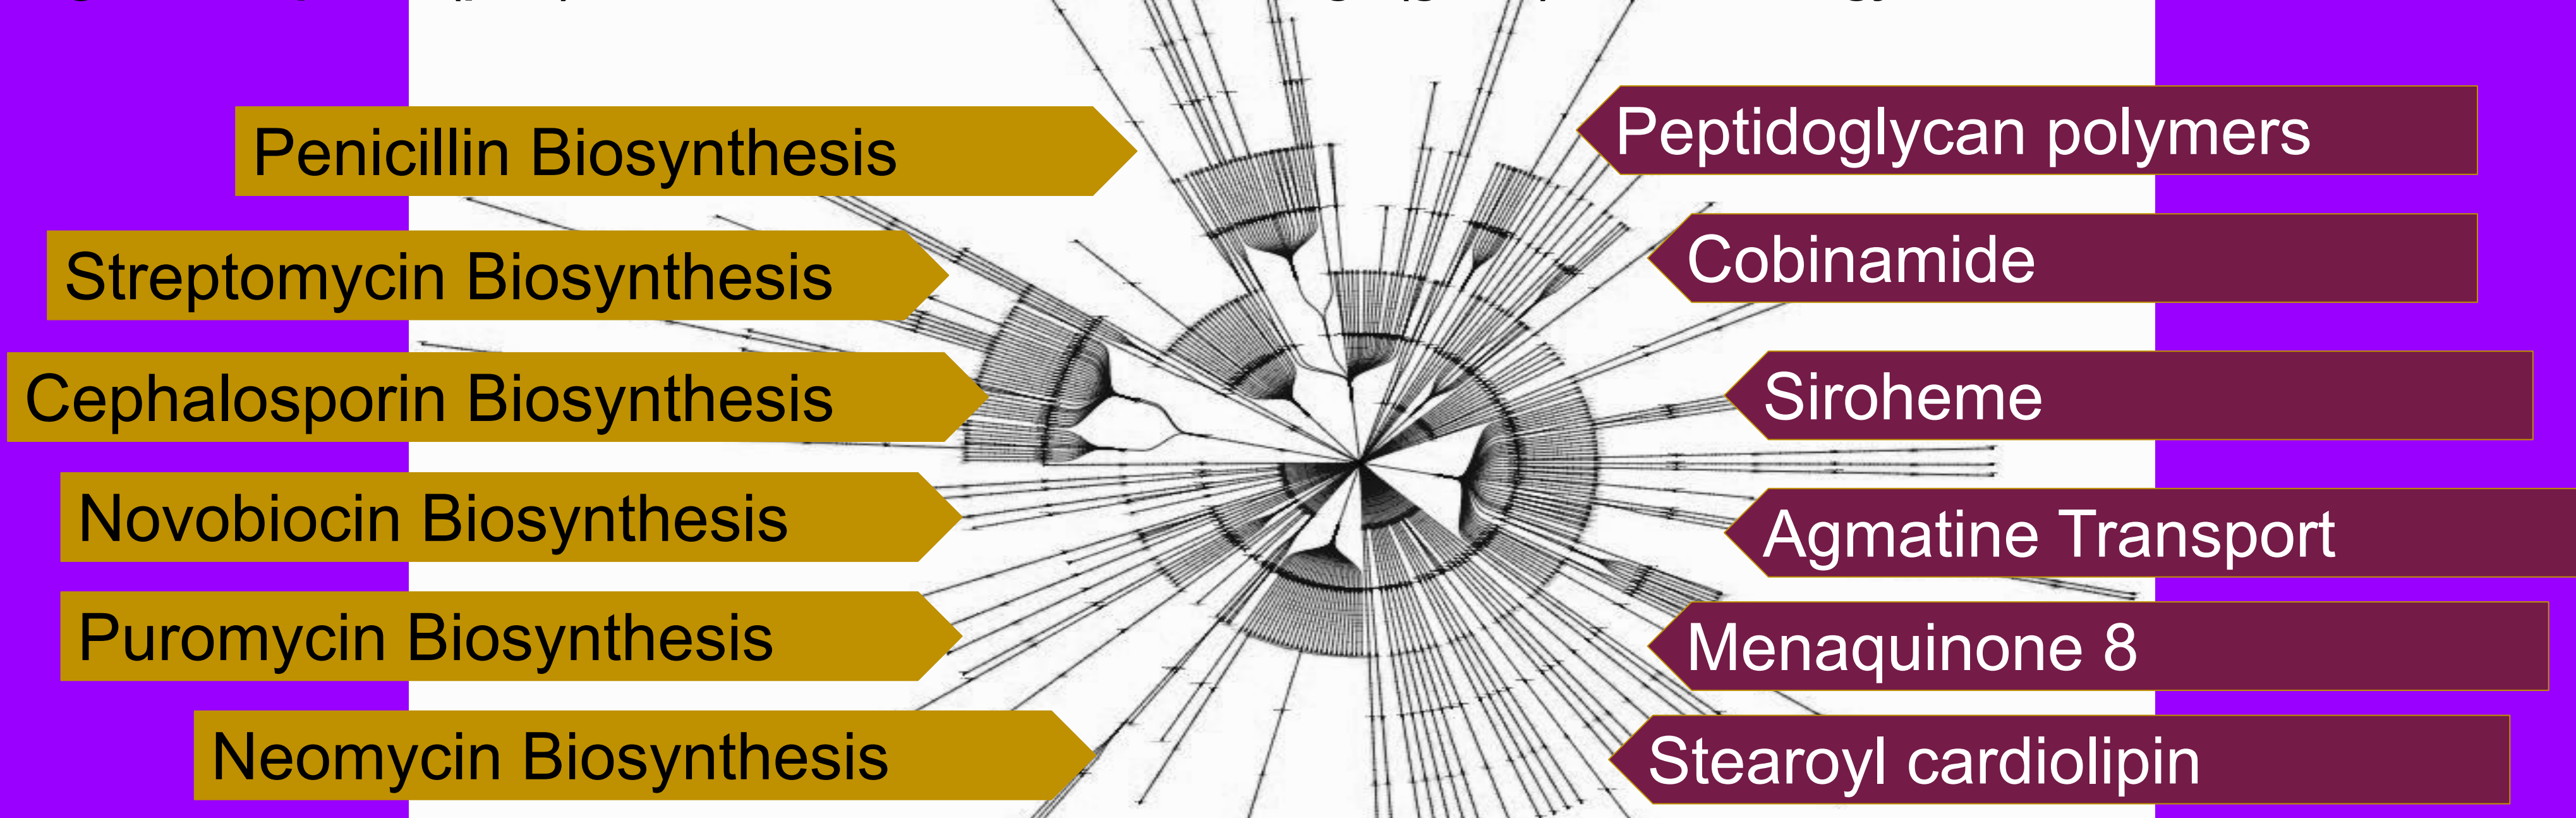 Penicillin Biosynthesis
Streptomycin Biosynthesis
Cephalosporin Biosynthesis
Novobiocin Biosynthesis
Puromycin Biosynthesis
Neomycin Biosynthesis
Peptidoglycan polymers
Cobinamide
Siroheme
Agmatine Transport
Menaquinone 8
Stearoyl cardiolipin